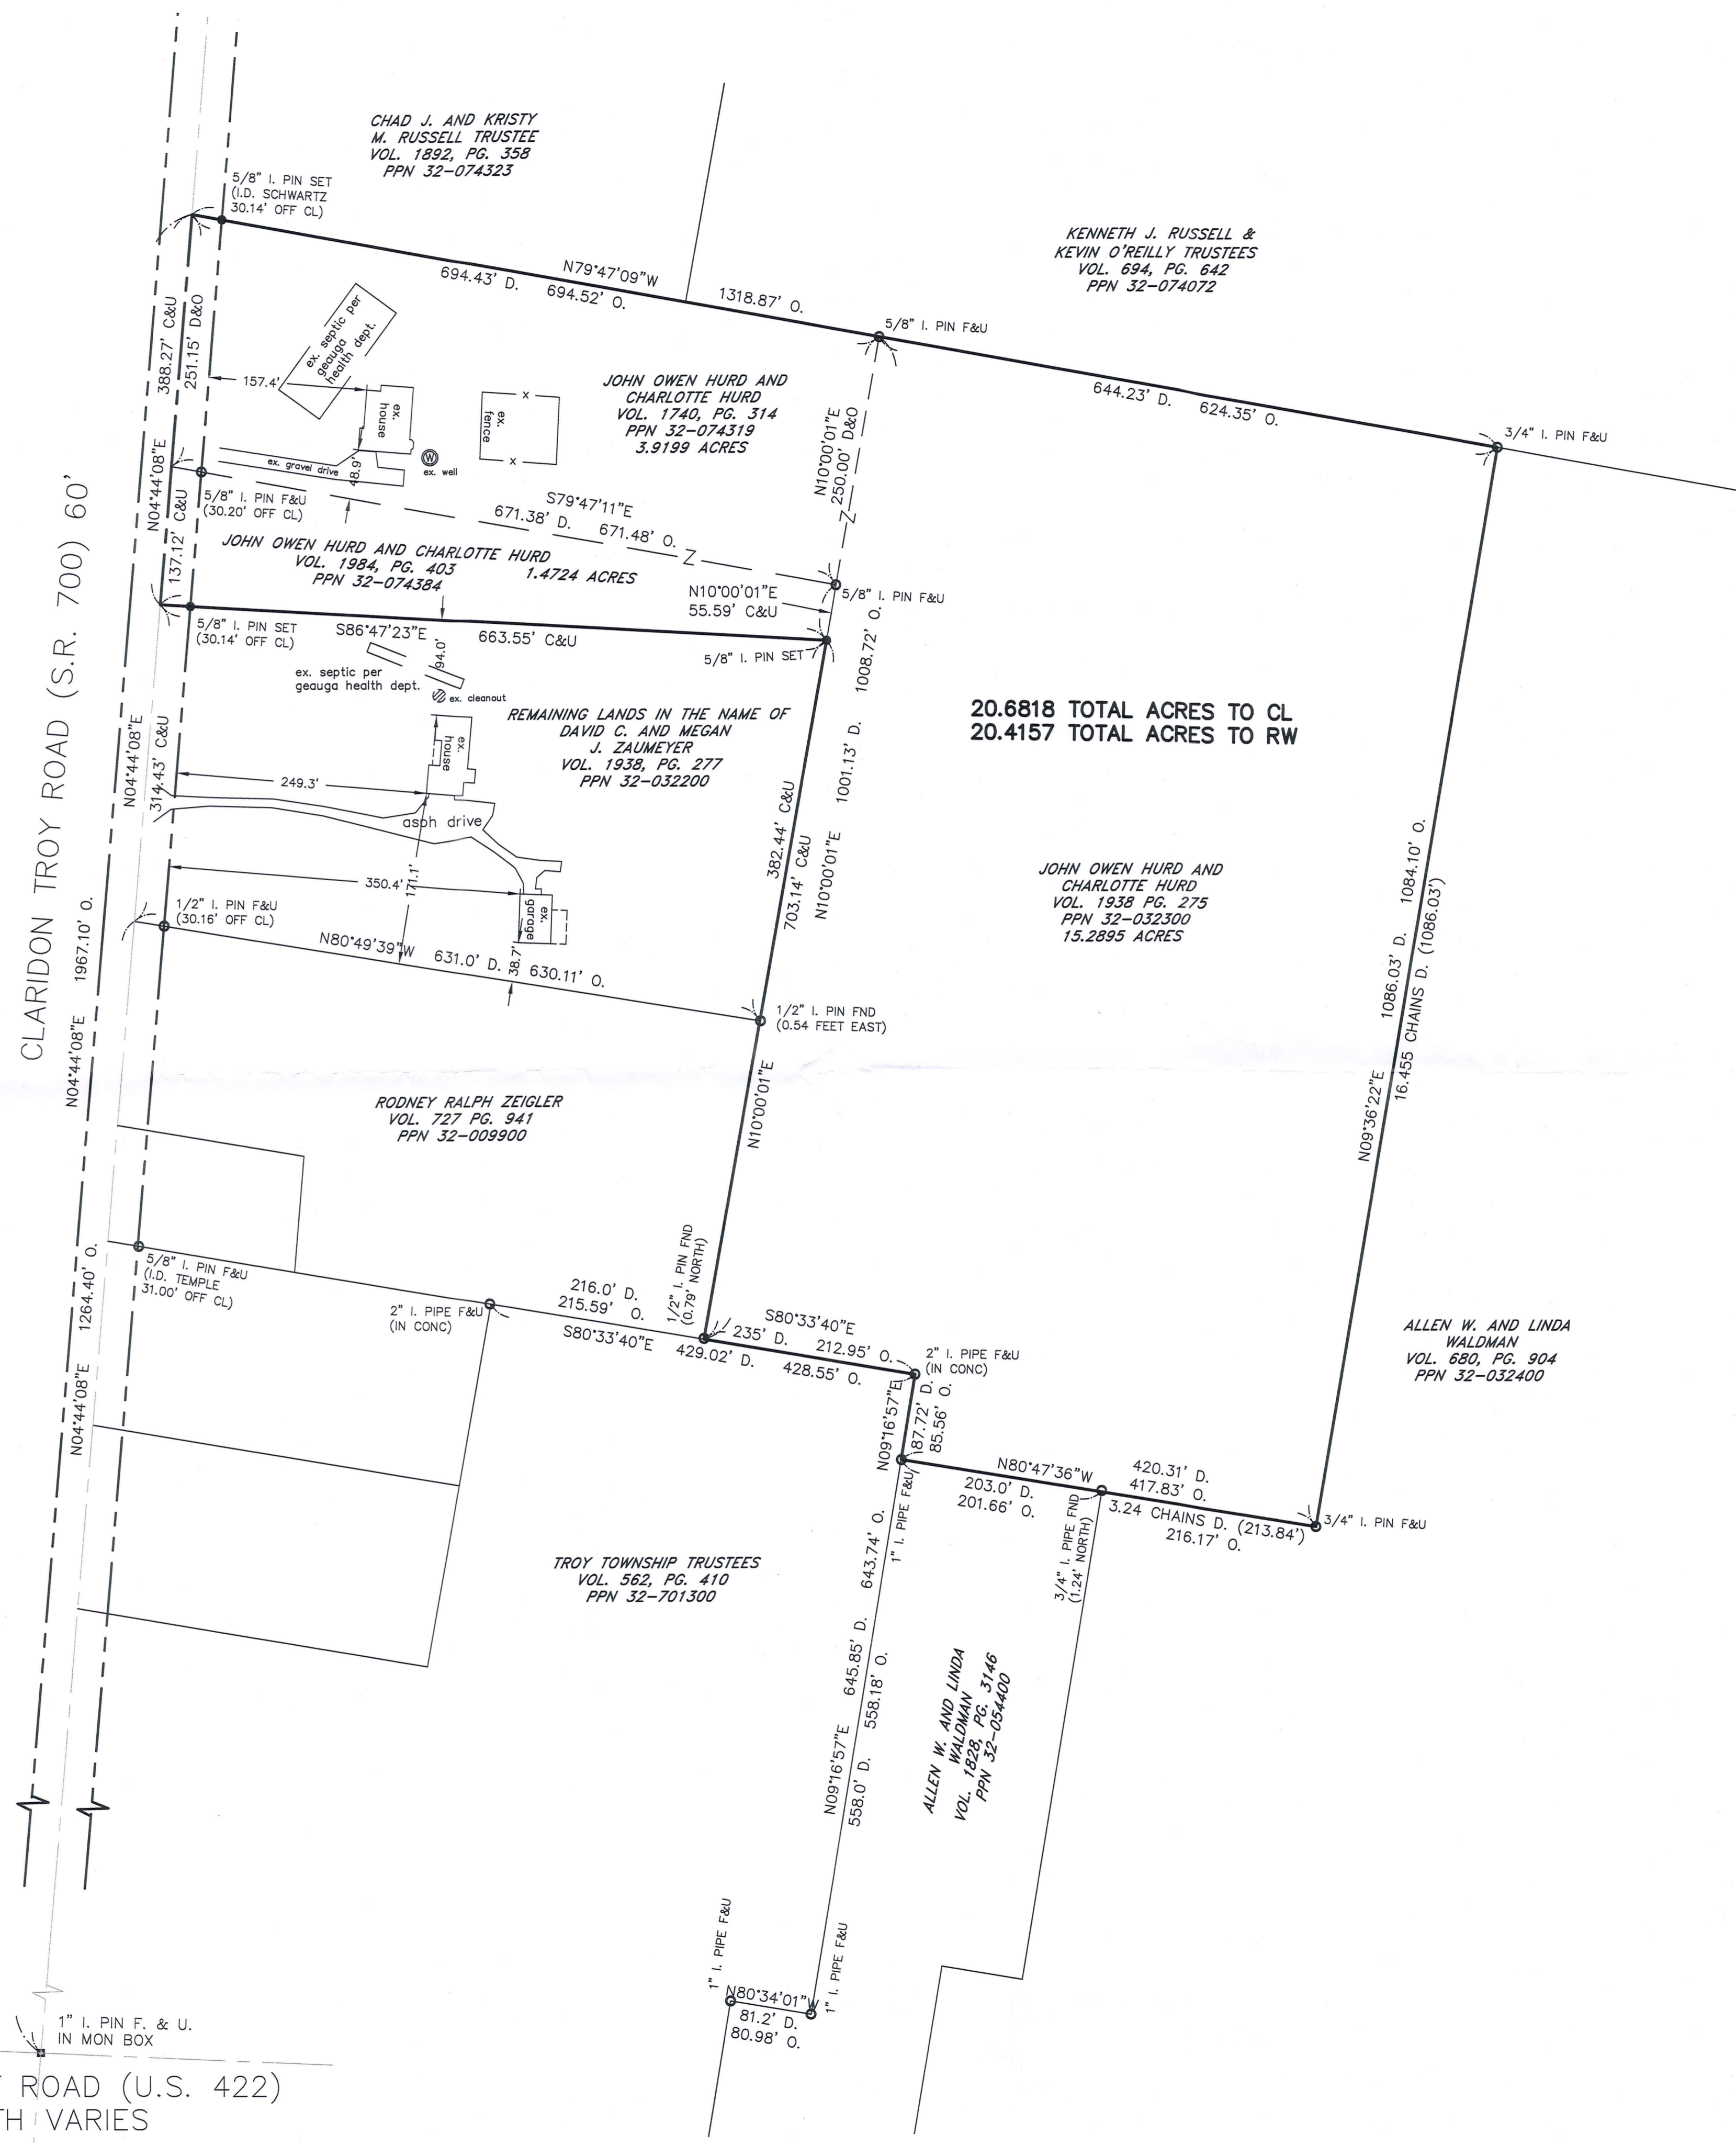 CHAD J. AND KRISTY
M. RUSSELL TRUSTEE
VOL. 1892, PG. 358
PPN 32-074323
5/8" I. PIN SET
(I.D. SCHWARTZ
30.14' OFF CL)
KENNETH J. RUSSELL &
KEVIN O'REILLY TRUSTEES
VOL. 694, PG. 642
PPN 32-074072
N79°47'09"W
694.43' D. 694.52' O.
1318.87' O.
5/8" I. PIN F&U
644.23' D. 624.35' O.
3/4" I. PIN F&U
388.27' C&U
251.15' D&O
N04°44'08"E
137.12' C&U
ex. septic per
geauga
health dept.
157.4'
ex.
house
ex.
fence
x
x
W
ex. well
ex. gravel drive
48.9'
JOHN OWEN HURD AND
CHARLOTTE HURD
VOL. 1740, PG. 314
PPN 32-074319
3.9199 ACRES
N10°00'01"E
250.00' D&O
Z
5/8" I. PIN F&U
(30.20' OFF CL)
S79°47'11"E
671.38' D. 671.48' O.
Z
JOHN OWEN HURD AND CHARLOTTE HURD
VOL. 1984, PG. 403
PPN 32-074384
1.4724 ACRES
N10°00'01"E
55.59' C&U
5/8" I. PIN F&U
5/8" I. PIN SET
(30.14' OFF CL)
S86°47'23"E
663.55' C&U
5/8" I. PIN SET
94.0'
ex. septic per
geauga health dept.
ex. cleanout
CLARIDON TROY ROAD (S.R. 700) 60'
N04°44'08"E
314.43' C&U
REMAINING LANDS IN THE NAME OF
DAVID C. AND MEGAN
J. ZAUMEYER
VOL. 1938, PG. 277
PPN 32-032200
ex.
house
249.3'
asph drive
171.1'
350.4'
ex.
garage
38.7'
382.44' C&U
703.14' C&U
N10°00'01"E 1001.13' D. 1008.72' O.
20.6818 TOTAL ACRES TO CL
20.4157 TOTAL ACRES TO RW
JOHN OWEN HURD AND
CHARLOTTE HURD
VOL. 1938 PG. 275
PPN 32-032300
15.2895 ACRES
1/2" I. PIN F&U
(30.16' OFF CL)
N80°49'39"W
631.0' D. 630.11' O.
1/2" I. PIN FND
(0.54 FEET EAST)
N04°44'08"E 1967.10' O.
N10°00'01"E
N09°36'22"E 1086.03' D. 1084.10' O.
16.455 CHAINS D. (1086.03')
RODNEY RALPH ZEIGLER
VOL. 727 PG. 941
PPN 32-009900
N04°44'08"E 1264.40' O.
5/8" I. PIN F&U
(I.D. TEMPLE
31.00' OFF CL)
2" I. PIPE F&U
(IN CONC)
216.0' D.
215.59' O.
1/2" I. PIN FND
(0.79' NORTH)
S80°33'40"E
235' D. 212.95' O.
S80°33'40"E 429.02' D. 428.55' O.
2" I. PIPE F&U
(IN CONC)
N09°16'57"E
87.72' D.
85.56' O.
N80°47'36"W
203.0' D.
201.66' O.
420.31' D.
417.83' O.
3.24 CHAINS D. (213.84')
216.17' O.
3/4" I. PIN F&U
3/4" I. PIPE FND
(1.24' NORTH)
1" I. PIPE F&U
ALLEN W. AND LINDA
WALDMAN
VOL. 680, PG. 904
PPN 32-032400
TROY TOWNSHIP TRUSTEES
VOL. 562, PG. 410
PPN 32-701300
N09°16'57"E 645.85' D. 643.74' O.
558.0' D. 558.18' O.
ALLEN W. AND LINDA
WALDMAN
VOL. 1828, PG. 3146
PPN 32-054400
1" I. PIPE F&U
1" I. PIPE F&U
N80°34'01"W
81.2' D.
80.98' O.
1" I. PIN F. & U.
IN MON BOX
ROAD (U.S. 422)
TH VARIES